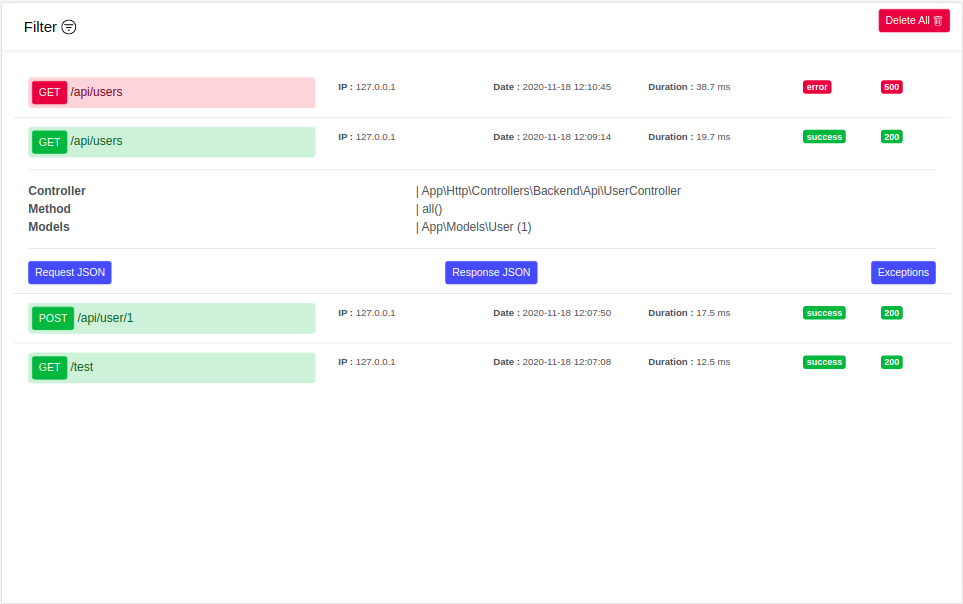 Filter
Delete All
GET /api/users IP : 127.0.0.1 Date : 2020-11-18 12:10:45 Duration : 38.7 ms error 500
GET /api/users IP : 127.0.0.1 Date : 2020-11-18 12:09:14 Duration : 19.7 ms success 200
Controller | App\Http\Controllers\Backend\Api\UserController
Method | all()
Models | App\Models\User (1)
Request JSON Response JSON Exceptions
POST /api/user/1 IP : 127.0.0.1 Date : 2020-11-18 12:07:50 Duration : 17.5 ms success 200
GET /test IP : 127.0.0.1 Date : 2020-11-18 12:07:08 Duration : 12.5 ms success 200